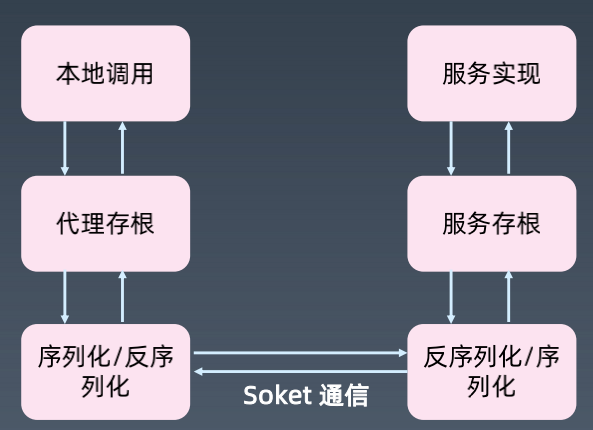 本地调用
服务实现
代理存根
服务存根
序列化/反序
列化
反序列化/序
列化
Soket 通信